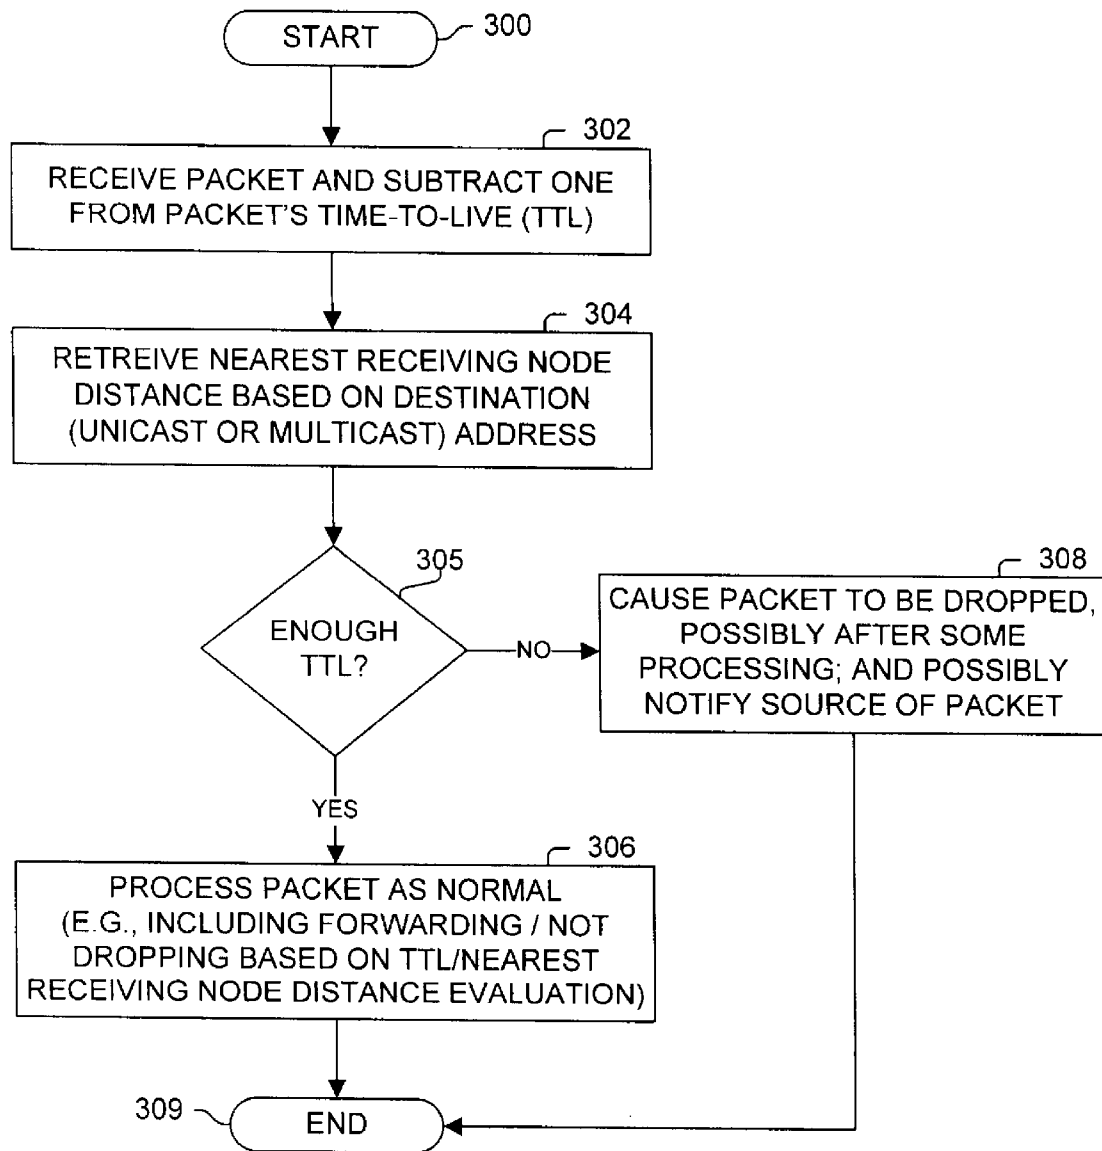 START
300
302
RECEIVE PACKET AND SUBTRACT ONE
FROM PACKET'S TIME-TO-LIVE (TTL)
304
RETREIVE NEAREST RECEIVING NODE
DISTANCE BASED ON DESTINATION
(UNICAST OR MULTICAST) ADDRESS
305
ENOUGH
TTL?
NO
308
CAUSE PACKET TO BE DROPPED,
POSSIBLY AFTER SOME
PROCESSING; AND POSSIBLY
NOTIFY SOURCE OF PACKET
YES
306
PROCESS PACKET AS NORMAL
(E.G., INCLUDING FORWARDING / NOT
DROPPING BASED ON TTL/NEAREST
RECEIVING NODE DISTANCE EVALUATION)
309
END